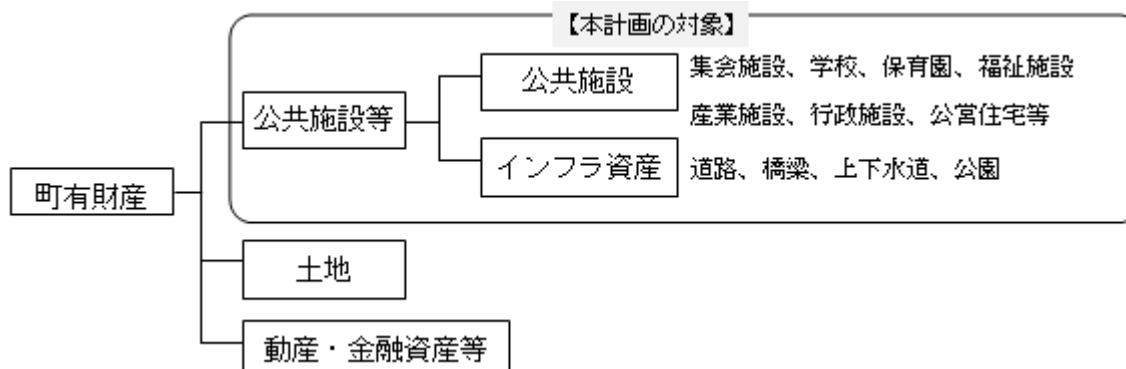 【本計画の対象】
公共施設
集会施設、学校、保育園、福祉施設
産業施設、行政施設、公営住宅等
公共施設等
インフラ資産
道路、橋梁、上下水道、公園
町有財産
土地
動産・金融資産等